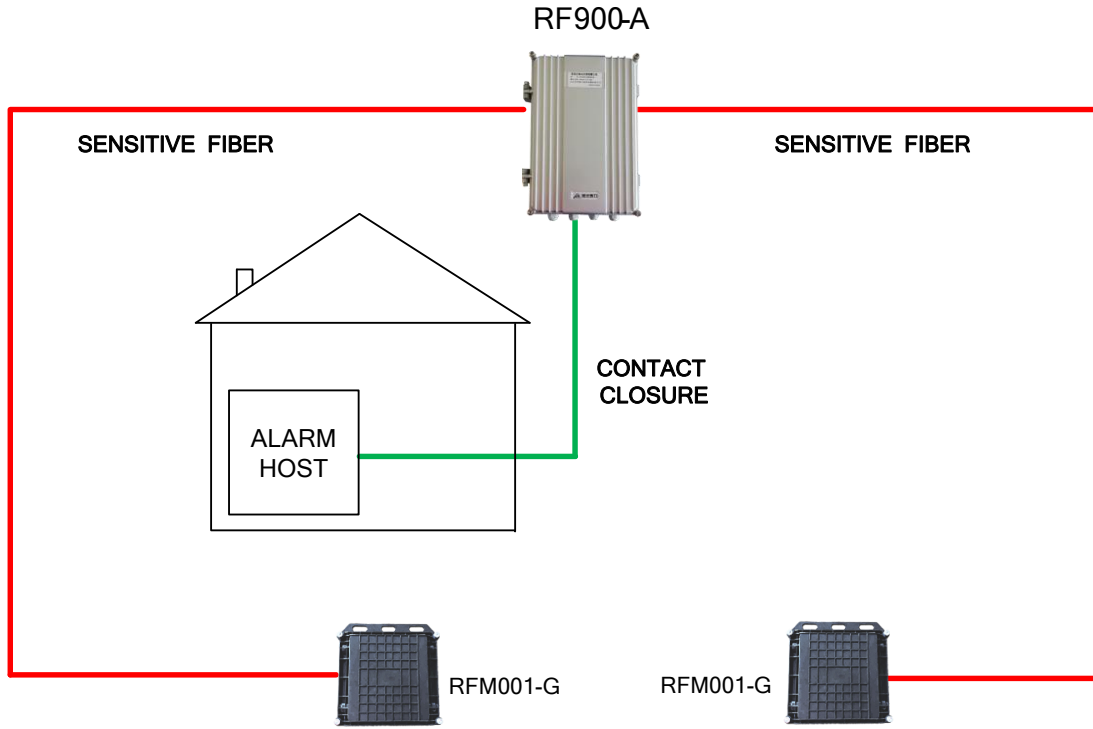 RF900-A
SENSITIVE FIBER
SENSITIVE FIBER
CONTACT
CLOSURE
ALARM
HOST
RFM001-G
RFM001-G